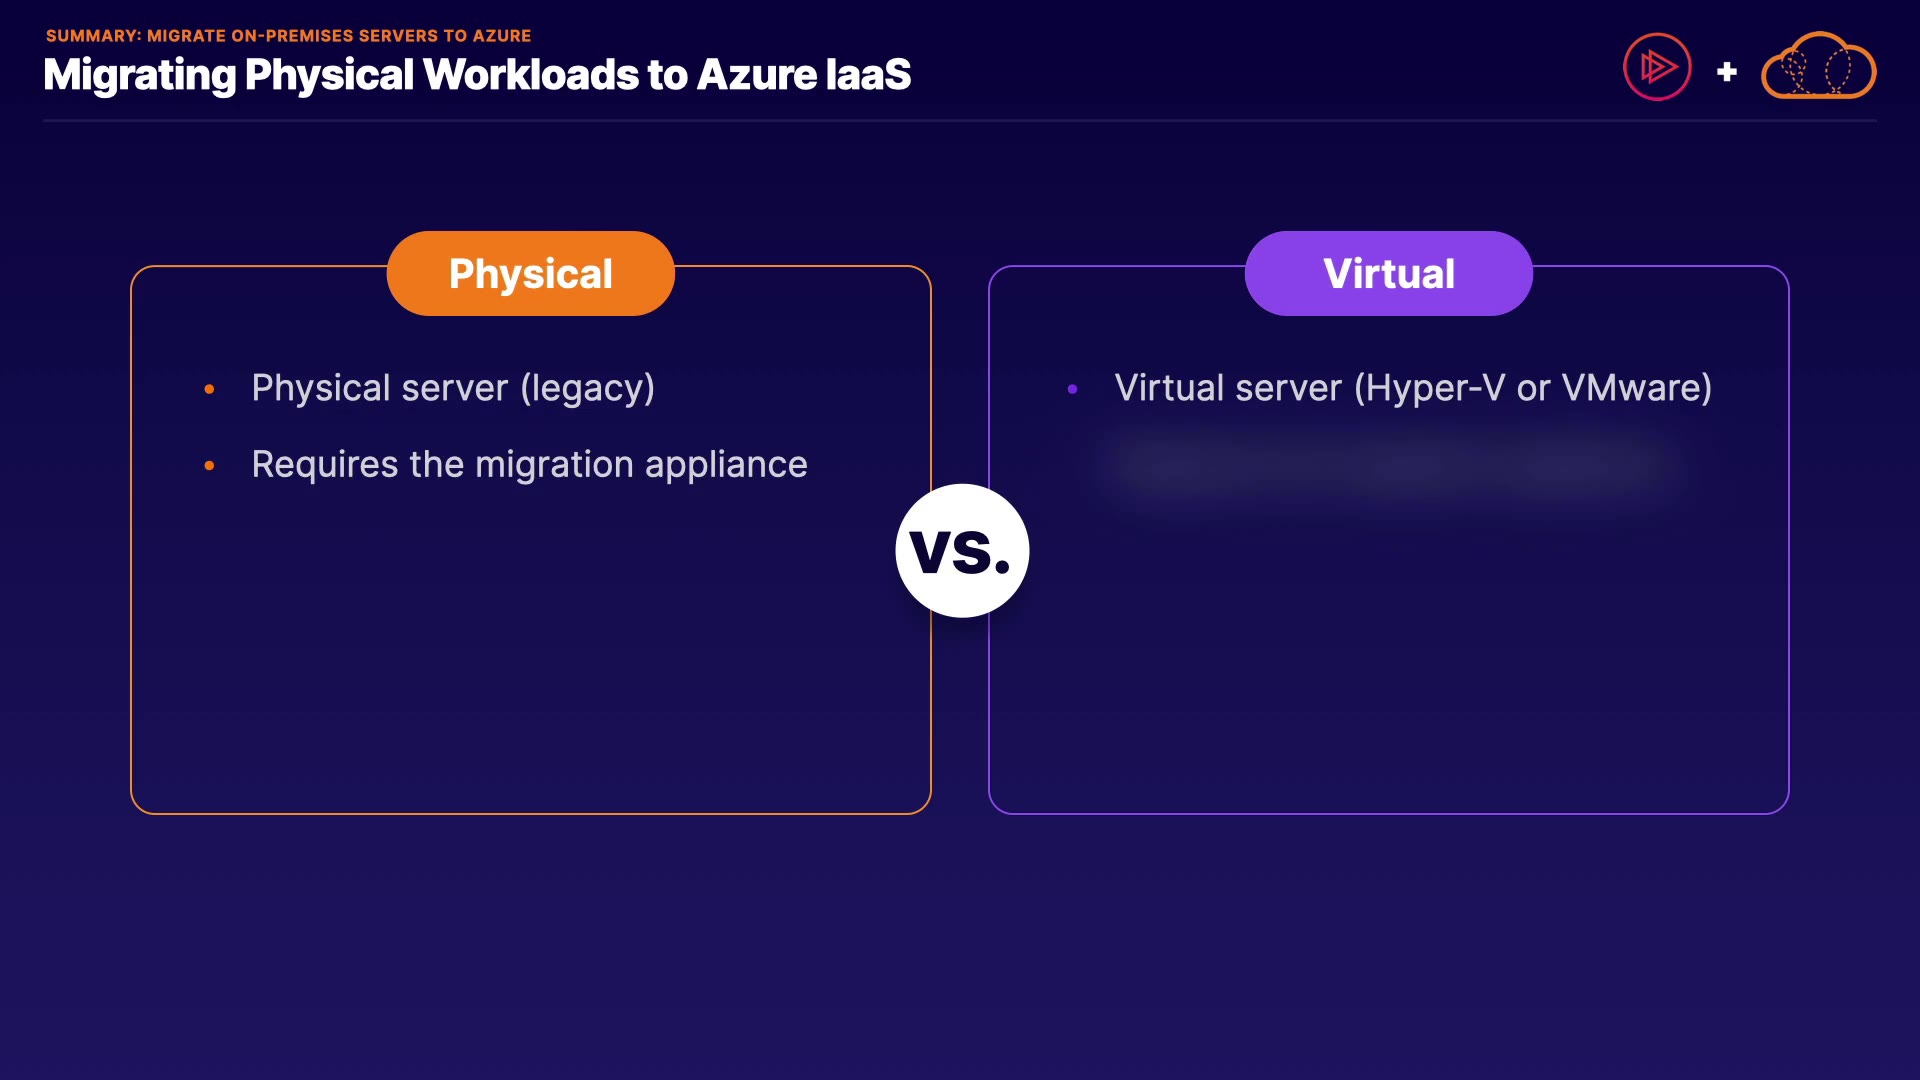 SUMMARY: MIGRATE ON-PREMISES SERVERS TO AZURE
Migrating Physical Workloads to Azure IaaS
+
Physical
• Physical server (legacy)
• Requires the migration appliance
vs.
Virtual
• Virtual server (Hyper-V or VMware)